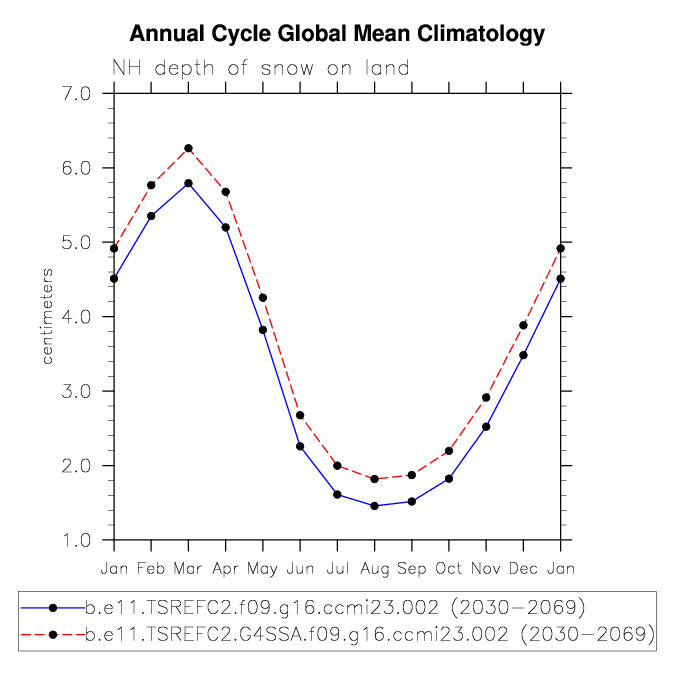 Annual Cycle Global Mean Climatology
NH depth of snow on land
7.0
6.0
5.0
4.0
3.0
2.0
1.0
centimeters
Jan Feb Mar Apr May Jun Jul Aug Sep Oct Nov Dec Jan
b.e11.TSREFC2.f09.g16.ccmi23.002 (2030-2069)
b.e11.TSREFC2.G4SSA.f09.g16.ccmi23.002 (2030-2069)